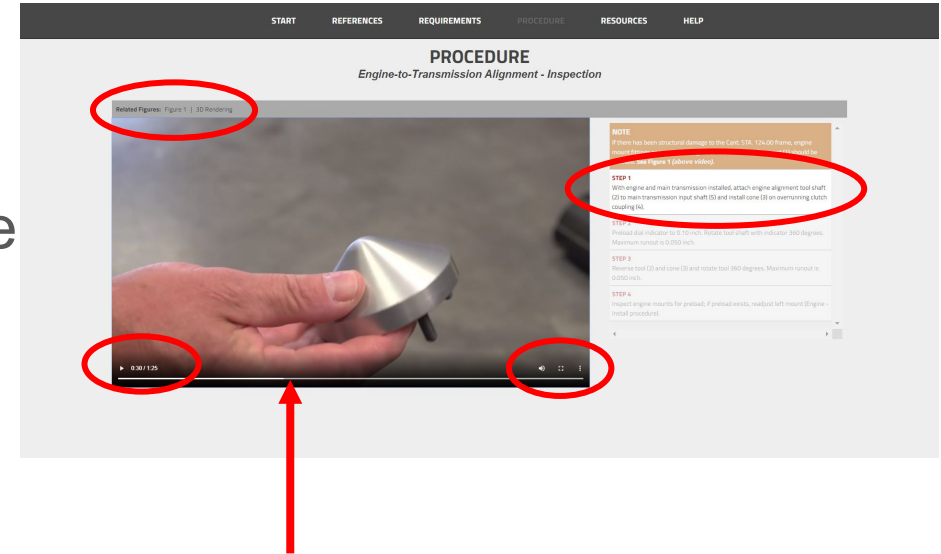 START REFERENCES REQUIREMENTS PROCEDURE RESOURCES HELP
PROCEDURE
Engine-to-Transmission Alignment - Inspection
Related Figures: Figure 1 | 3D Rendering
NOTE
If there has been structural damage to the Cent. STA. 124.00 frame, engine
should be
See Figure 1 (above video).
STEP 1
With engine and main transmission installed, attach engine alignment tool shaft
(2) to main transmission input shaft (5) and install cone (3) on overrunning clutch
coupling (4).
STEP 2
Preload dial indicator to 0.10 inch. Rotate tool shaft with indicator 360 degrees.
Maximum runout is 0.050 inch.
STEP 3
Reverse tool (2) and cone (3) and rotate tool 360 degrees. Maximum runout is
0.050 inch.
STEP 4
Inspect engine mounts for preload; if preload exists, readjust left mount (Engine -
Install procedure).
0:30 / 1:25
e